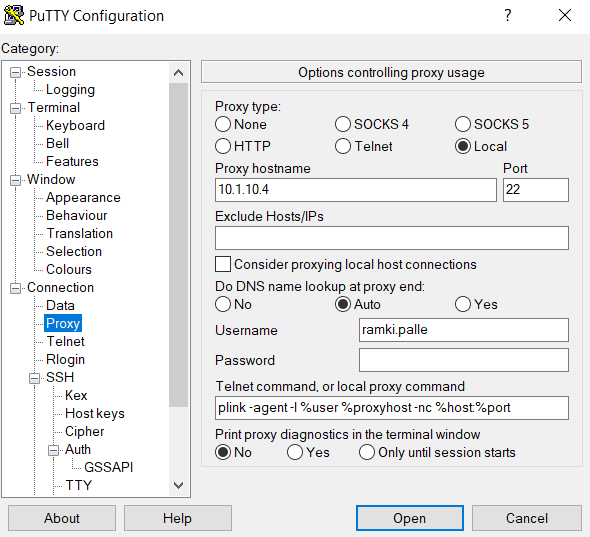 PuTTY Configuration
?
Category:
Session
Logging
Terminal
Keyboard
Bell
Features
Window
Appearance
Behaviour
Translation
Selection
Colours
Connection
Data
Proxy
Telnet
Rlogin
SSH
Kex
Host keys
Cipher
Auth
GSSAPI
TTY
Options controlling proxy usage
Proxy type:
None SOCKS 4 SOCKS 5
HTTP Telnet Local
Proxy hostname Port
10.1.10.4 22
Exclude Hosts/IPs
Consider proxying local host connections
Do DNS name lookup at proxy end:
No Auto Yes
Username ramki.palle
Password
Telnet command, or local proxy command
plink -agent -l %user %proxyhost -nc %host:%port
Print proxy diagnostics in the terminal window
No Yes Only until session starts
About Help Open Cancel